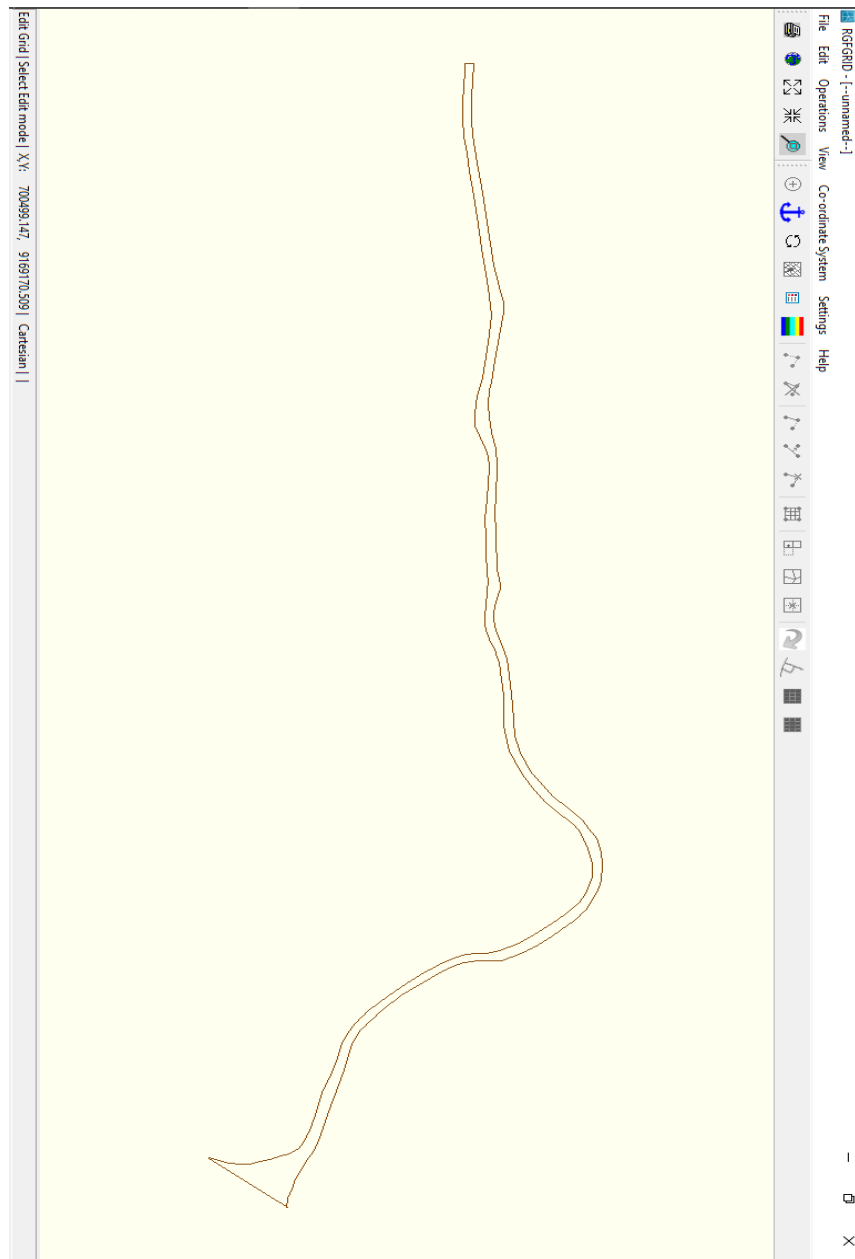 RGFGRID - [--unnamed--]
File Edit Operations View Co-ordinate System Settings Help
Edit Grid | Select Edit mode | X,Y: 700499.147, 9169170.509 | Cartesian | |